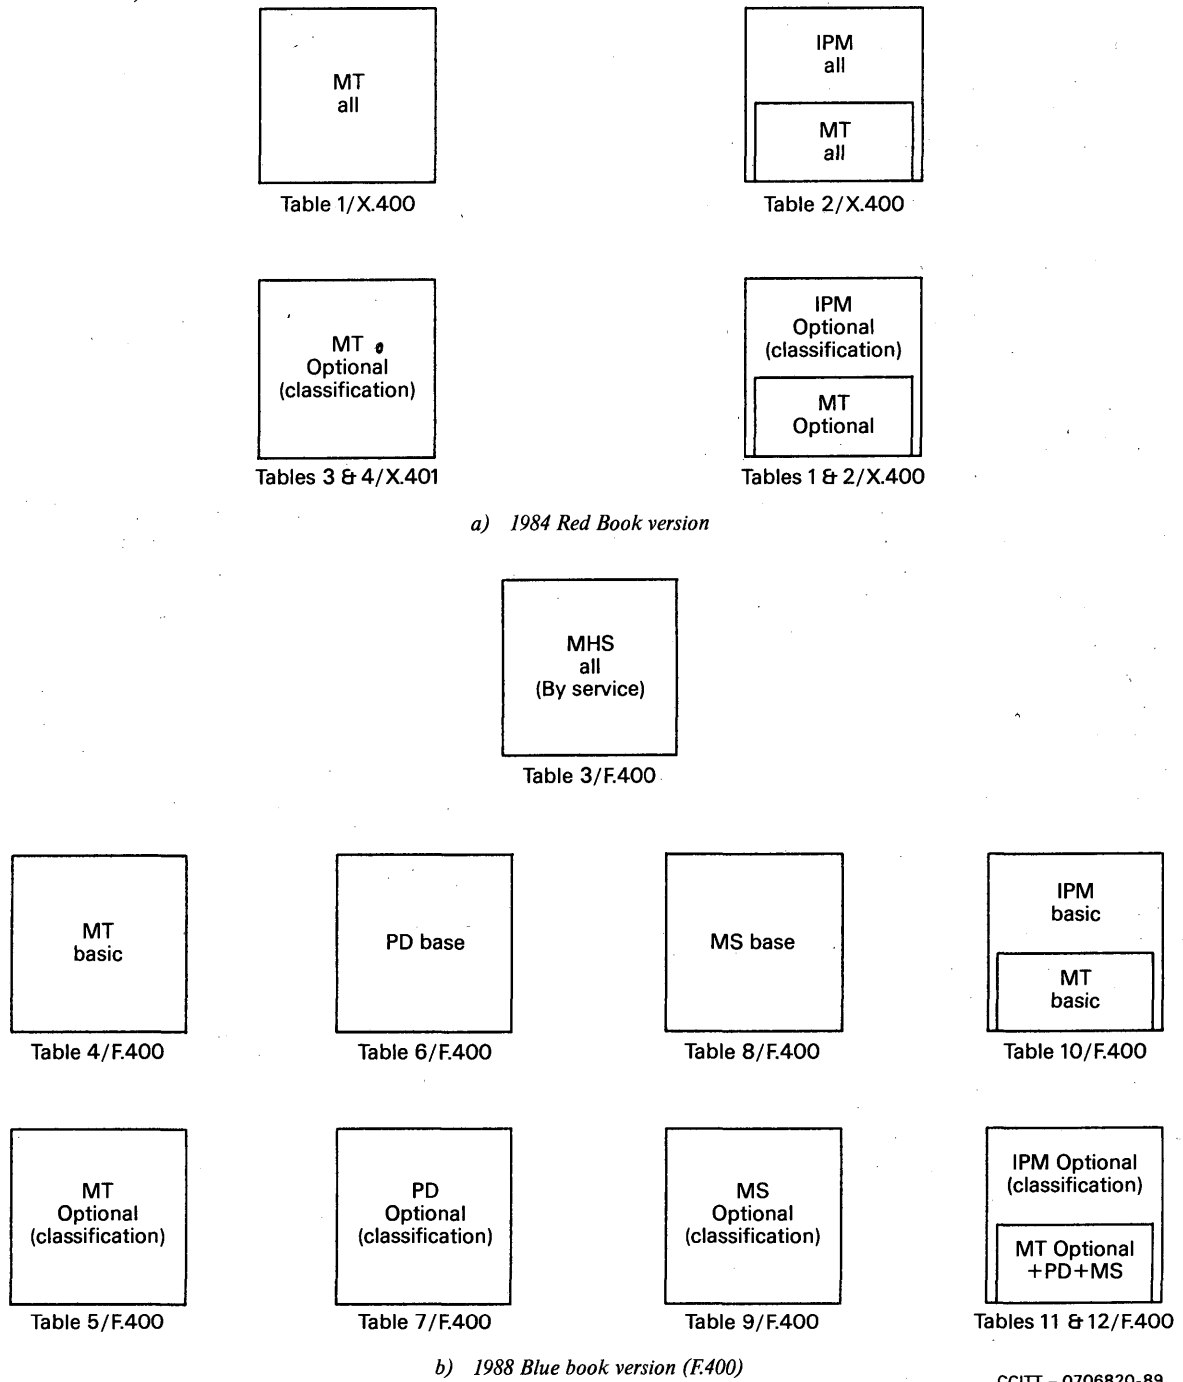 MT
all
Table 1/X.400
IPM
all
MT
all
Table 2/X.400
MT
Optional
(classification)
Tables 3 & 4/X.401
IPM
Optional
(classification)
MT
Optional
Tables 1 & 2/X.400
a) 1984 Red Book version
MHS
all
(By service)
Table 3/F.400
MT
basic
Table 4/F.400
PD base
Table 6/F.400
MS base
Table 8/F.400
IPM
basic
MT
basic
Table 10/F.400
MT
Optional
(classification)
Table 5/F.400
PD
Optional
(classification)
Table 7/F.400
MS
Optional
(classification)
Table 9/F.400
IPM Optional
(classification)
MT Optional
+PD+MS
Tables 11 & 12/F.400
b) 1988 Blue book version (F.400)
CCITT – 0706820-89